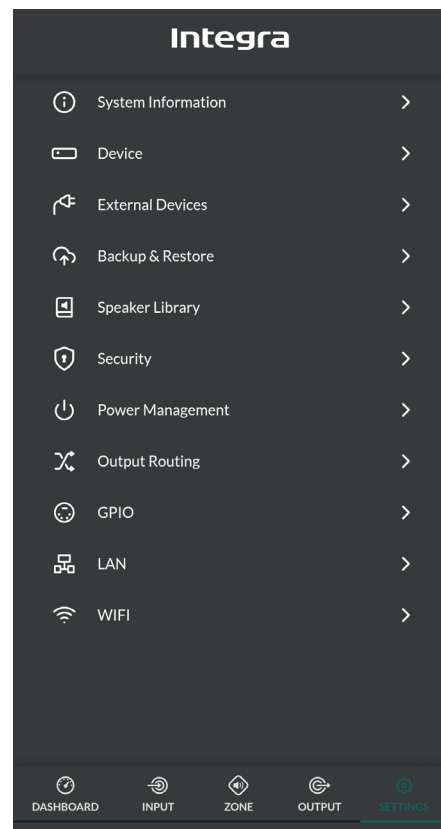 Integra
System Information
Device
External Devices
Backup & Restore
Speaker Library
Security
Power Management
Output Routing
GPIO
LAN
WIFI
DASHBOARD INPUT ZONE OUTPUT SETTINGS